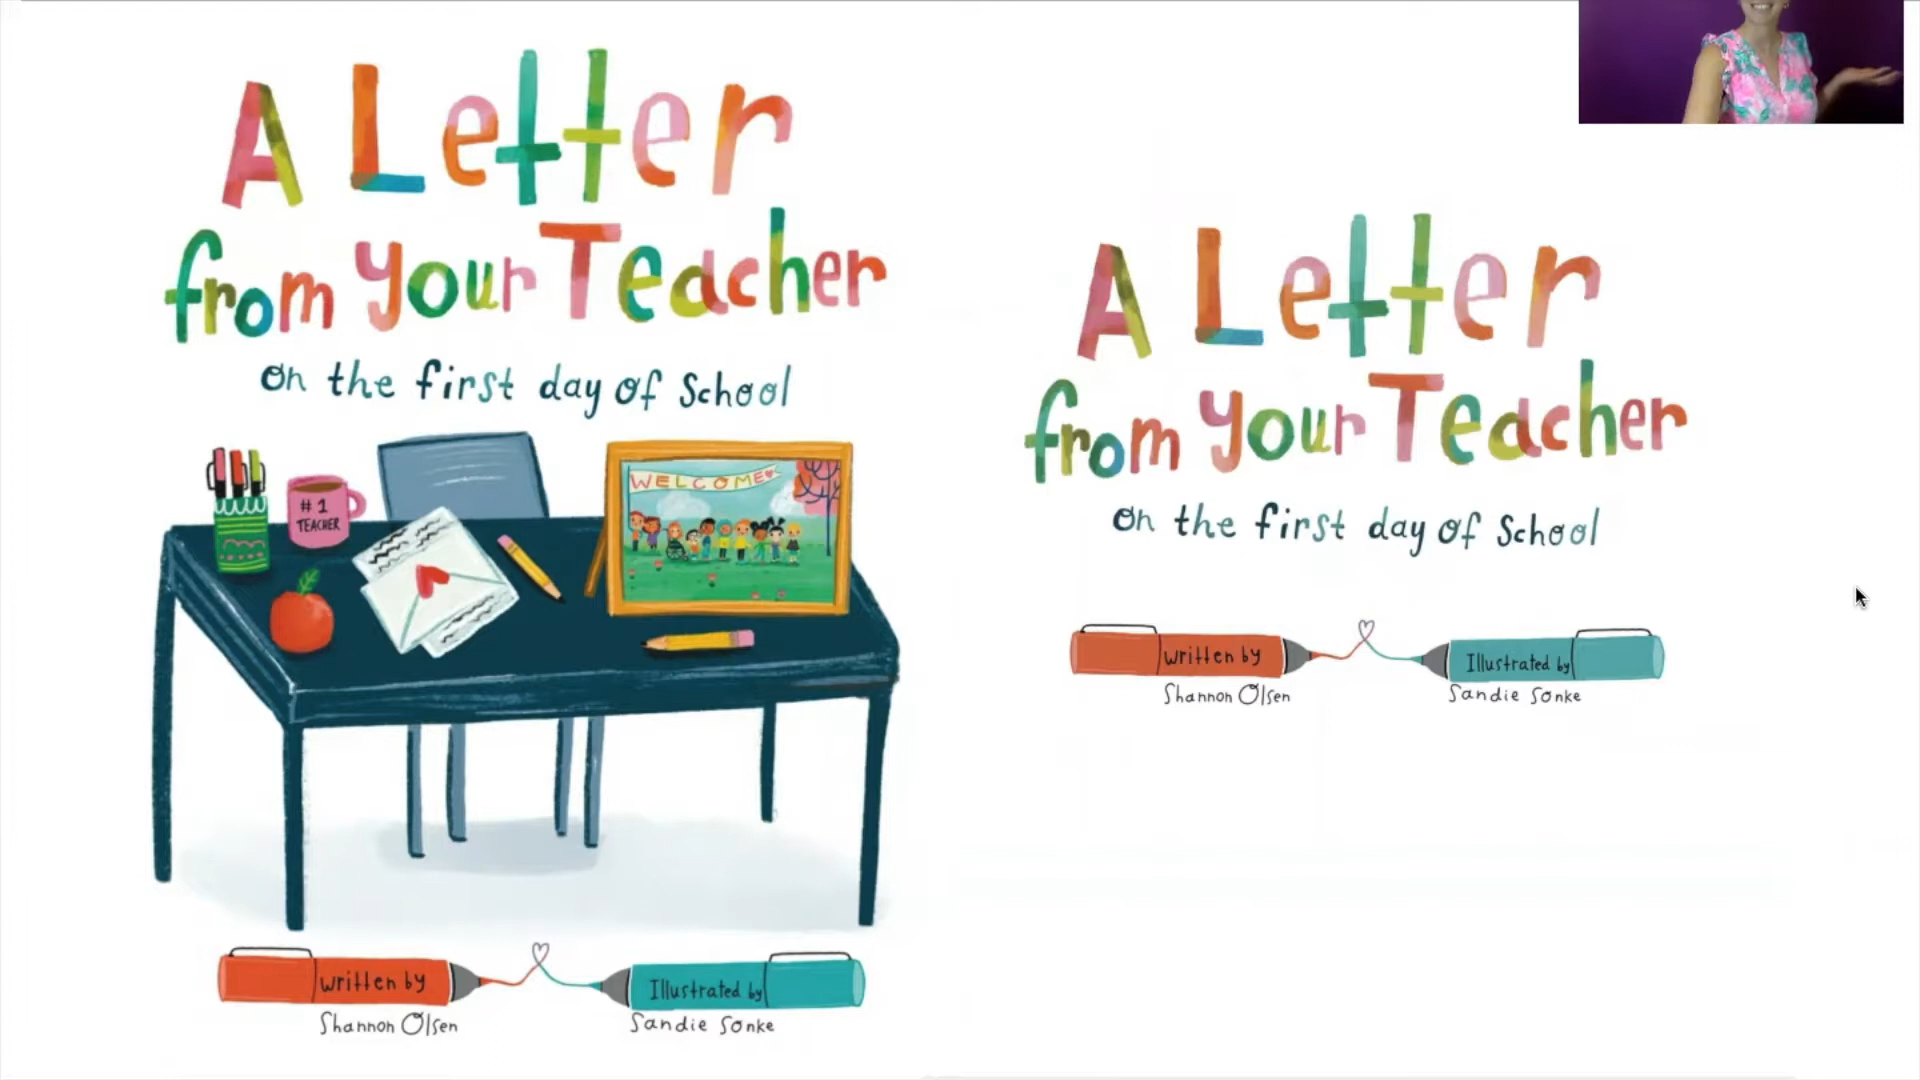 A Letter
from your Teacher
on the first day of School
WELCOME
#1
TEACHER
written by
Shannon Olsen
Illustrated by
Sandie Sonke
A Letter
from your Teacher
on the first day of School
written by
Shannon Olsen
Illustrated by
Sandie Sonke